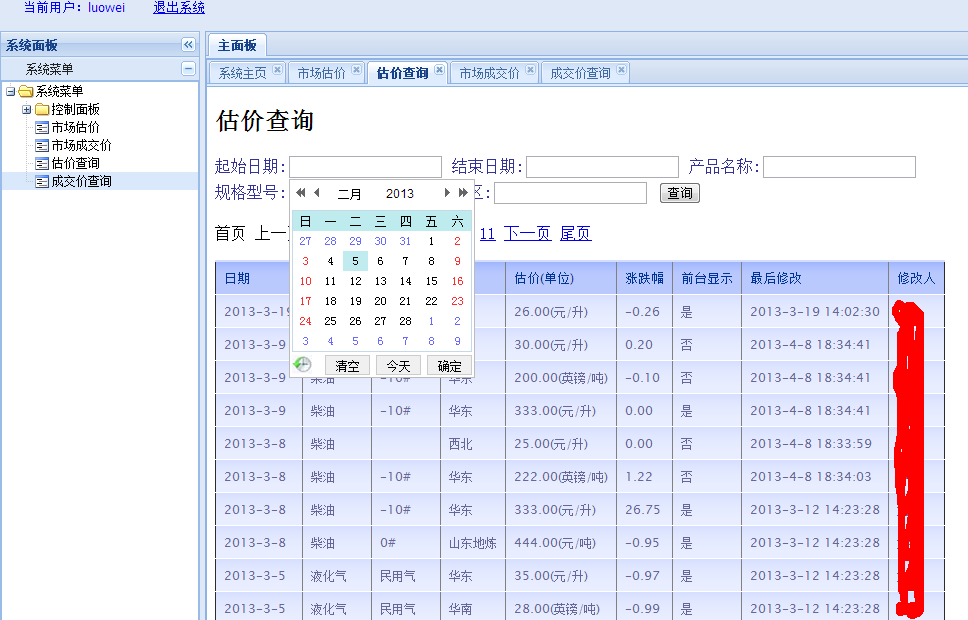 当前用户：luowei 退出系统
系统面板
系统菜单
系统菜单
控制面板
市场估价
市场成交价
估价查询
成交价查询
主面板
系统主页 市场估价 估价查询 市场成交价 成交价查询
估价查询
起始日期: 结束日期: 产品名称:
规格型号: 区: 查询
首页 上一 11 下一页 尾页
二月 2013
日 一 二 三 四 五 六
27 28 29 30 31 1 2
3 4 5 6 7 8 9
10 11 12 13 14 15 16
17 18 19 20 21 22 23
24 25 26 27 28 1 2
3 4 5 6 7 8 9
清空 今天 确定
日期 估价(单位) 涨跌幅 前台显示 最后修改 修改人
2013-3-19 26.00(元/升) -0.26 是 2013-3-19 14:02:30
2013-3-9 30.00(元/升) 0.20 否 2013-4-8 18:34:41
2013-3-9 柴油 -10# 华东 200.00(英镑/吨) -0.10 否 2013-4-8 18:34:41
2013-3-9 柴油 -10# 华东 333.00(元/升) 0.00 是 2013-4-8 18:34:41
2013-3-8 柴油 西北 25.00(元/升) 0.00 否 2013-4-8 18:33:59
2013-3-8 柴油 -10# 华东 222.00(英镑/吨) 1.22 否 2013-4-8 18:34:03
2013-3-8 柴油 -10# 华东 333.00(元/升) 26.75 是 2013-3-12 14:23:28
2013-3-8 柴油 0# 山东地炼 444.00(元/吨) -0.95 是 2013-3-12 14:23:28
2013-3-5 液化气 民用气 华东 35.00(元/升) -0.97 是 2013-3-12 14:23:28
2013-3-5 液化气 民用气 华南 28.00(英镑/吨) -0.99 是 2013-3-12 14:23:28